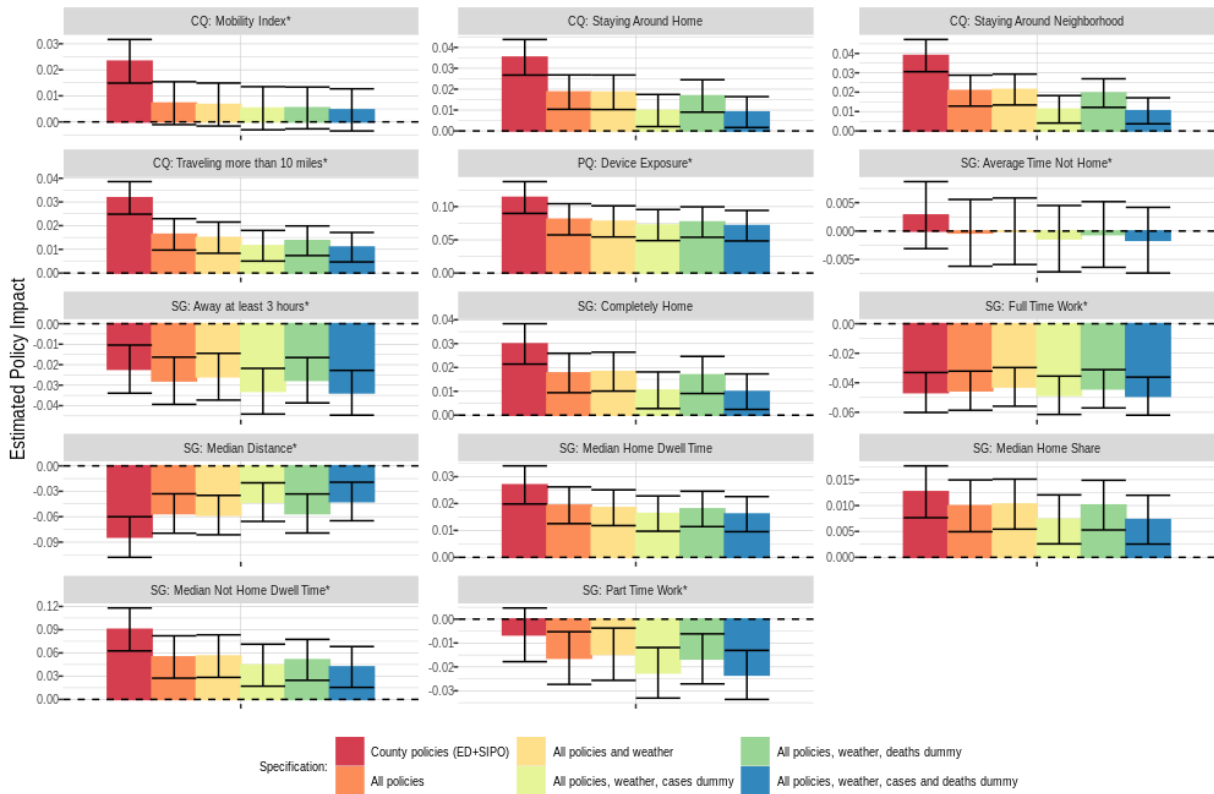 CQ: Mobility Index*
CQ: Staying Around Home
CQ: Staying Around Neighborhood
0.03
0.02
0.01
0.00
0.04
0.03
0.02
0.01
0.00
0.04
0.03
0.02
0.01
0.00
CQ: Traveling more than 10 miles*
PQ: Device Exposure*
SG: Average Time Not Home*
0.04
0.03
0.02
0.01
0.00
0.10
0.05
0.00
0.005
0.000
-0.005
Estimated Policy Impact
SG: Away at least 3 hours*
SG: Completely Home
SG: Full Time Work*
0.00
-0.01
-0.02
-0.03
-0.04
0.04
0.03
0.02
0.01
0.00
0.00
-0.02
-0.04
-0.06
SG: Median Distance*
SG: Median Home Dwell Time
SG: Median Home Share
0.00
-0.03
-0.06
-0.09
0.03
0.02
0.01
0.00
0.015
0.010
0.005
0.000
SG: Median Not Home Dwell Time*
SG: Part Time Work*
0.12
0.09
0.06
0.03
0.00
0.00
-0.01
-0.02
-0.03
Specification:
County policies (ED+SIPO)
All policies
All policies and weather
All policies, weather, cases dummy
All policies, weather, deaths dummy
All policies, weather, cases and deaths dummy